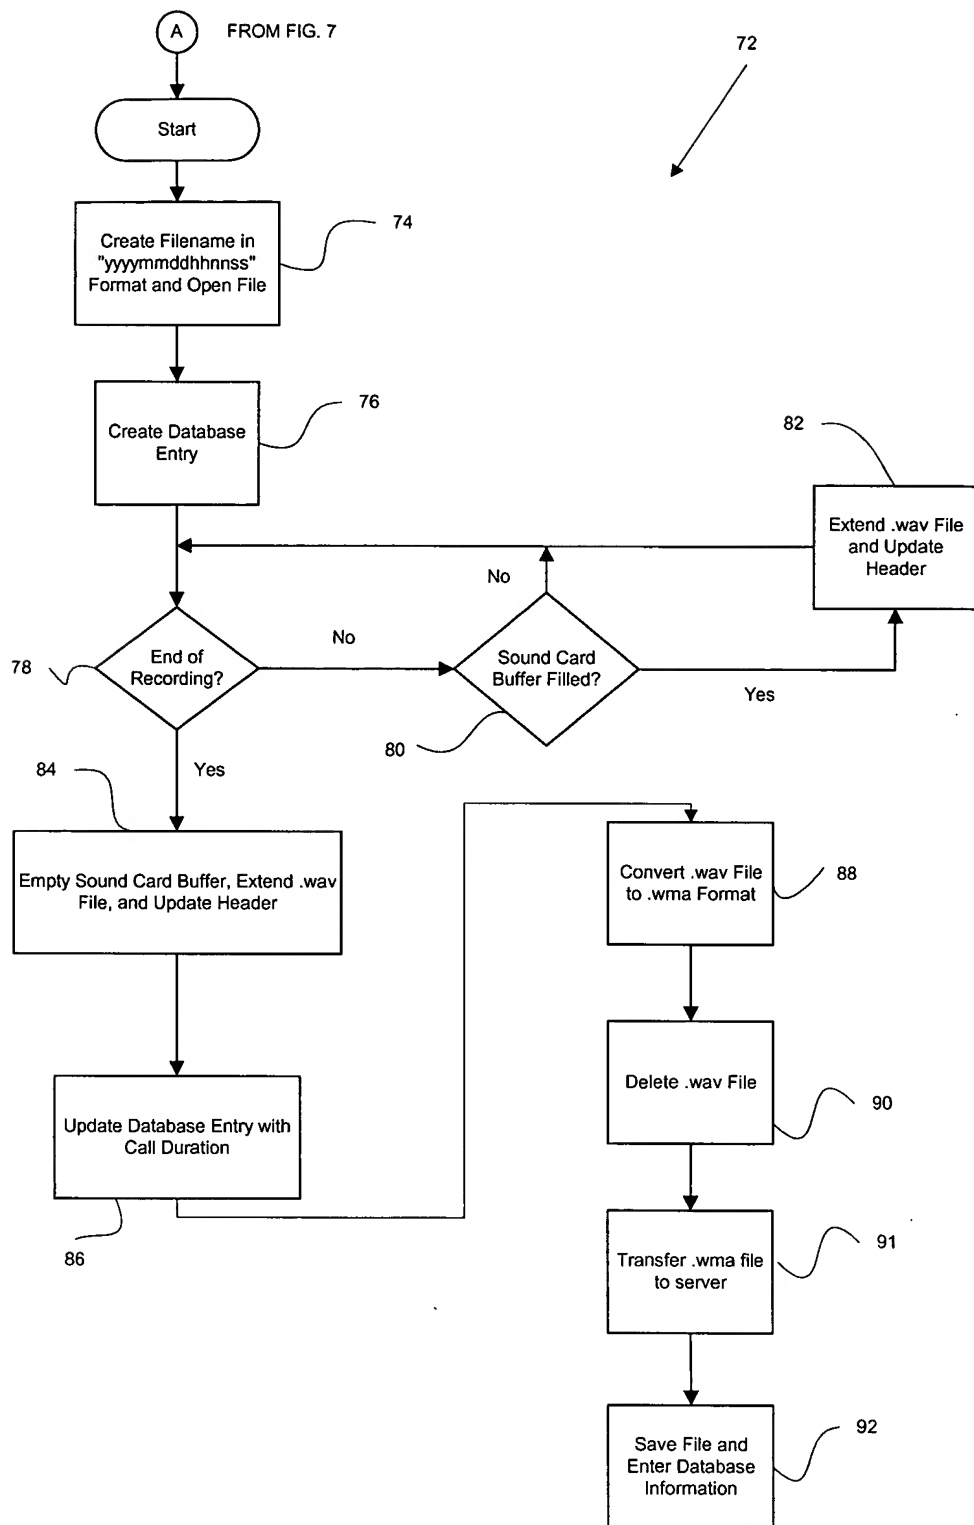 A
FROM FIG. 7
72
Start
74
Create Filename in
"yyyymmddhhnnss"
Format and Open File
76
Create Database
Entry
82
Extend .wav File
and Update
Header
No
No
78
End of
Recording?
Sound Card
Buffer Filled?
Yes
80
84
Yes
Empty Sound Card Buffer, Extend .wav
File, and Update Header
88
Convert .wav File
to .wma Format
Delete .wav File
90
Update Database Entry with
Call Duration
86
91
Transfer .wma file
to server
92
Save File and
Enter Database
Information